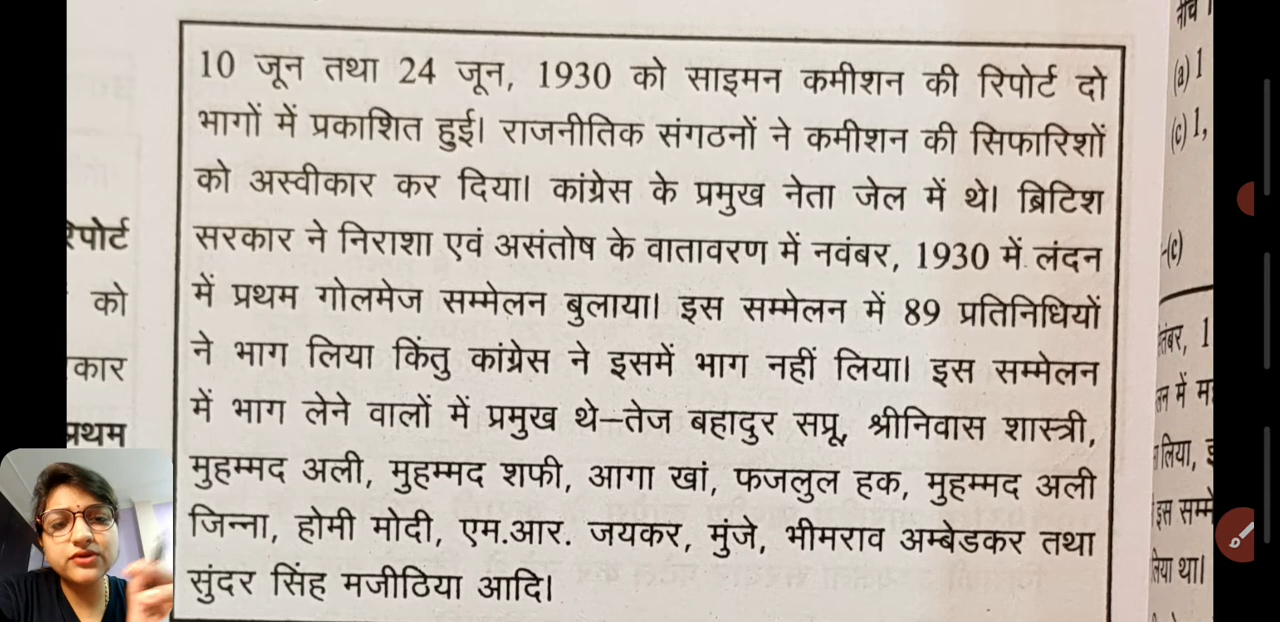 10 जून तथा 24 जून, 1930 को साइमन कमीशन की रिपोर्ट दो
भागों में प्रकाशित हुई। राजनीतिक संगठनों ने कमीशन की सिफारिशों
को अस्वीकार कर दिया। कांग्रेस के प्रमुख नेता जेल में थे। ब्रिटिश
सरकार ने निराशा एवं असंतोष के वातावरण में नवंबर, 1930 में लंदन
में प्रथम गोलमेज सम्मेलन बुलाया। इस सम्मेलन में 89 प्रतिनिधियों
ने भाग लिया किंतु कांग्रेस ने इसमें भाग नहीं लिया। इस सम्मेलन
में भाग लेने वालों में प्रमुख थे–तेज बहादुर सप्रू, श्रीनिवास शास्त्री,
मुहम्मद अली, मुहम्मद शफी, आगा खां, फजलुल हक, मुहम्मद अली
जिन्ना, होमी मोदी, एम.आर. जयकर, मुंजे, भीमराव अम्बेडकर तथा
सुंदर सिंह मजीठिया आदि।
को
कार
प्रथम
(a) 1
(c) 1,
-(c)
लिया,
लिया था।